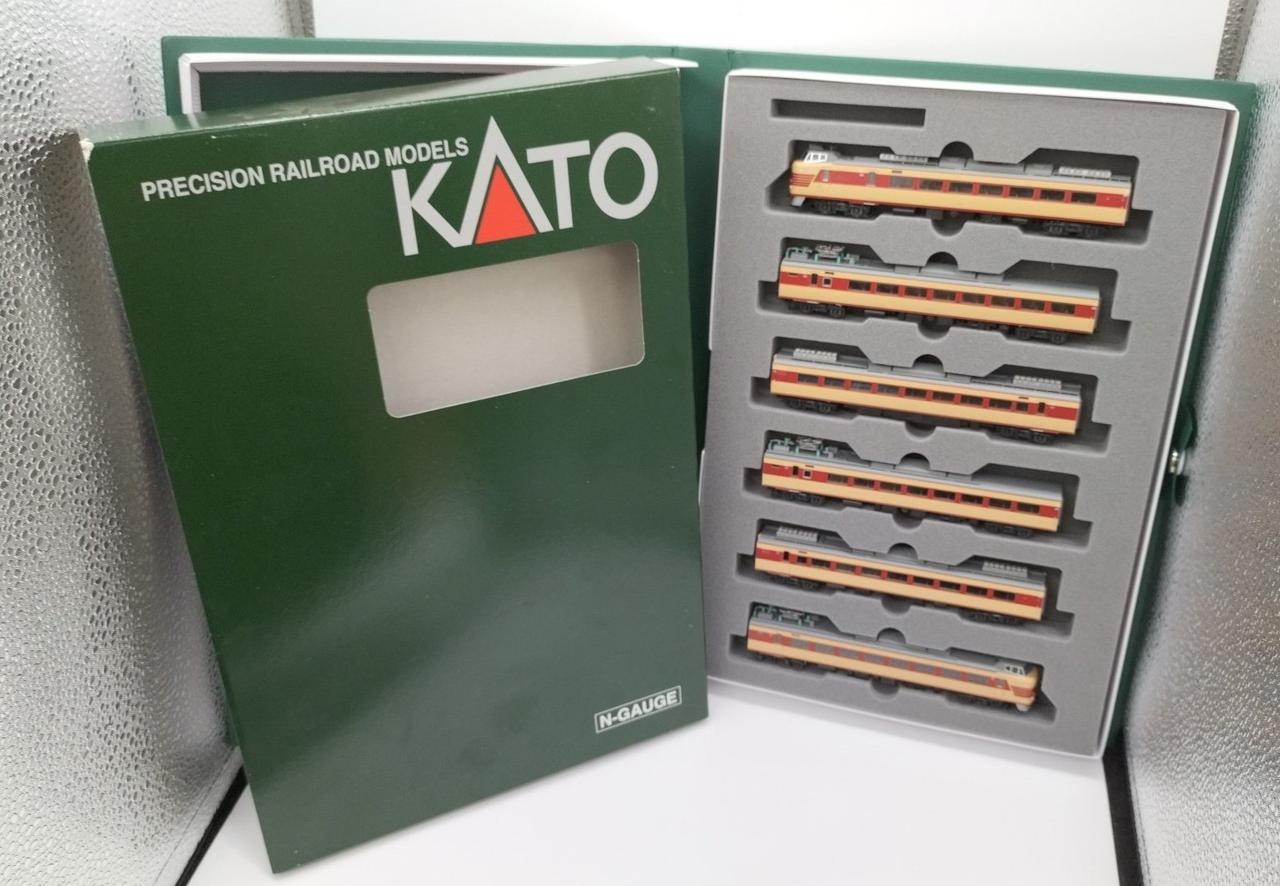 PRECISION RAILROAD MODELS
KATO
N-GAUGE